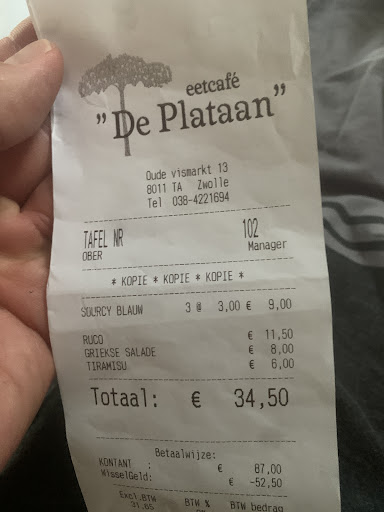 eetcafé
"De Plataan"
Oude vismarkt 13
8011 TA Zwolle
Tel 038-4221694
TAFEL NR 102
OBER Manager
* KOPIE * KOPIE * KOPIE *
SOURCY BLAUW 3 @ 3,00 € 9,00
RUCO € 11,50
GRIEKSE SALADE € 8,00
TIRAMISU € 6,00
Totaal: € 34,50
Betaalwijze:
KONTANT : € 87,00
WisselGeld: € -52,50
Excl.BTW BTW % BTW bedrag
31,65